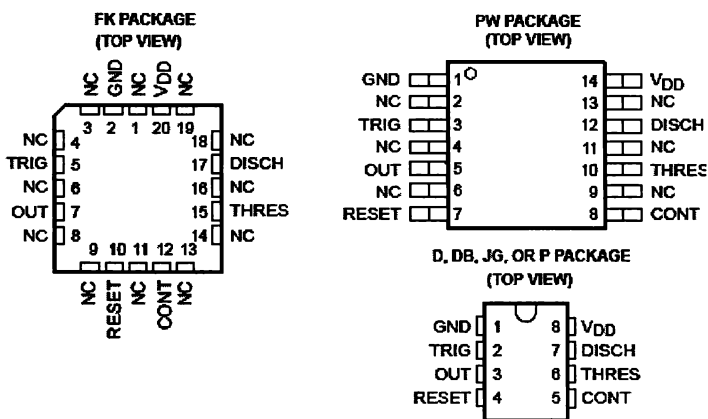 FK PACKAGE
(TOP VIEW)
NC GND NC VDD NC
3 2 1 20 19
NC 4 18 NC
TRIG 5 17 DISCH
NC 6 16 NC
OUT 7 15 THRES
NC 8 14 NC
9 10 11 12 13
NC RESET NC CONT NC
PW PACKAGE
(TOP VIEW)
GND 1 14 VDD
NC 2 13 NC
TRIG 3 12 DISCH
NC 4 11 NC
OUT 5 10 THRES
NC 6 9 NC
RESET 7 8 CONT
D, DB, JG, OR P PACKAGE
(TOP VIEW)
GND 1 8 VDD
TRIG 2 7 DISCH
OUT 3 6 THRES
RESET 4 5 CONT